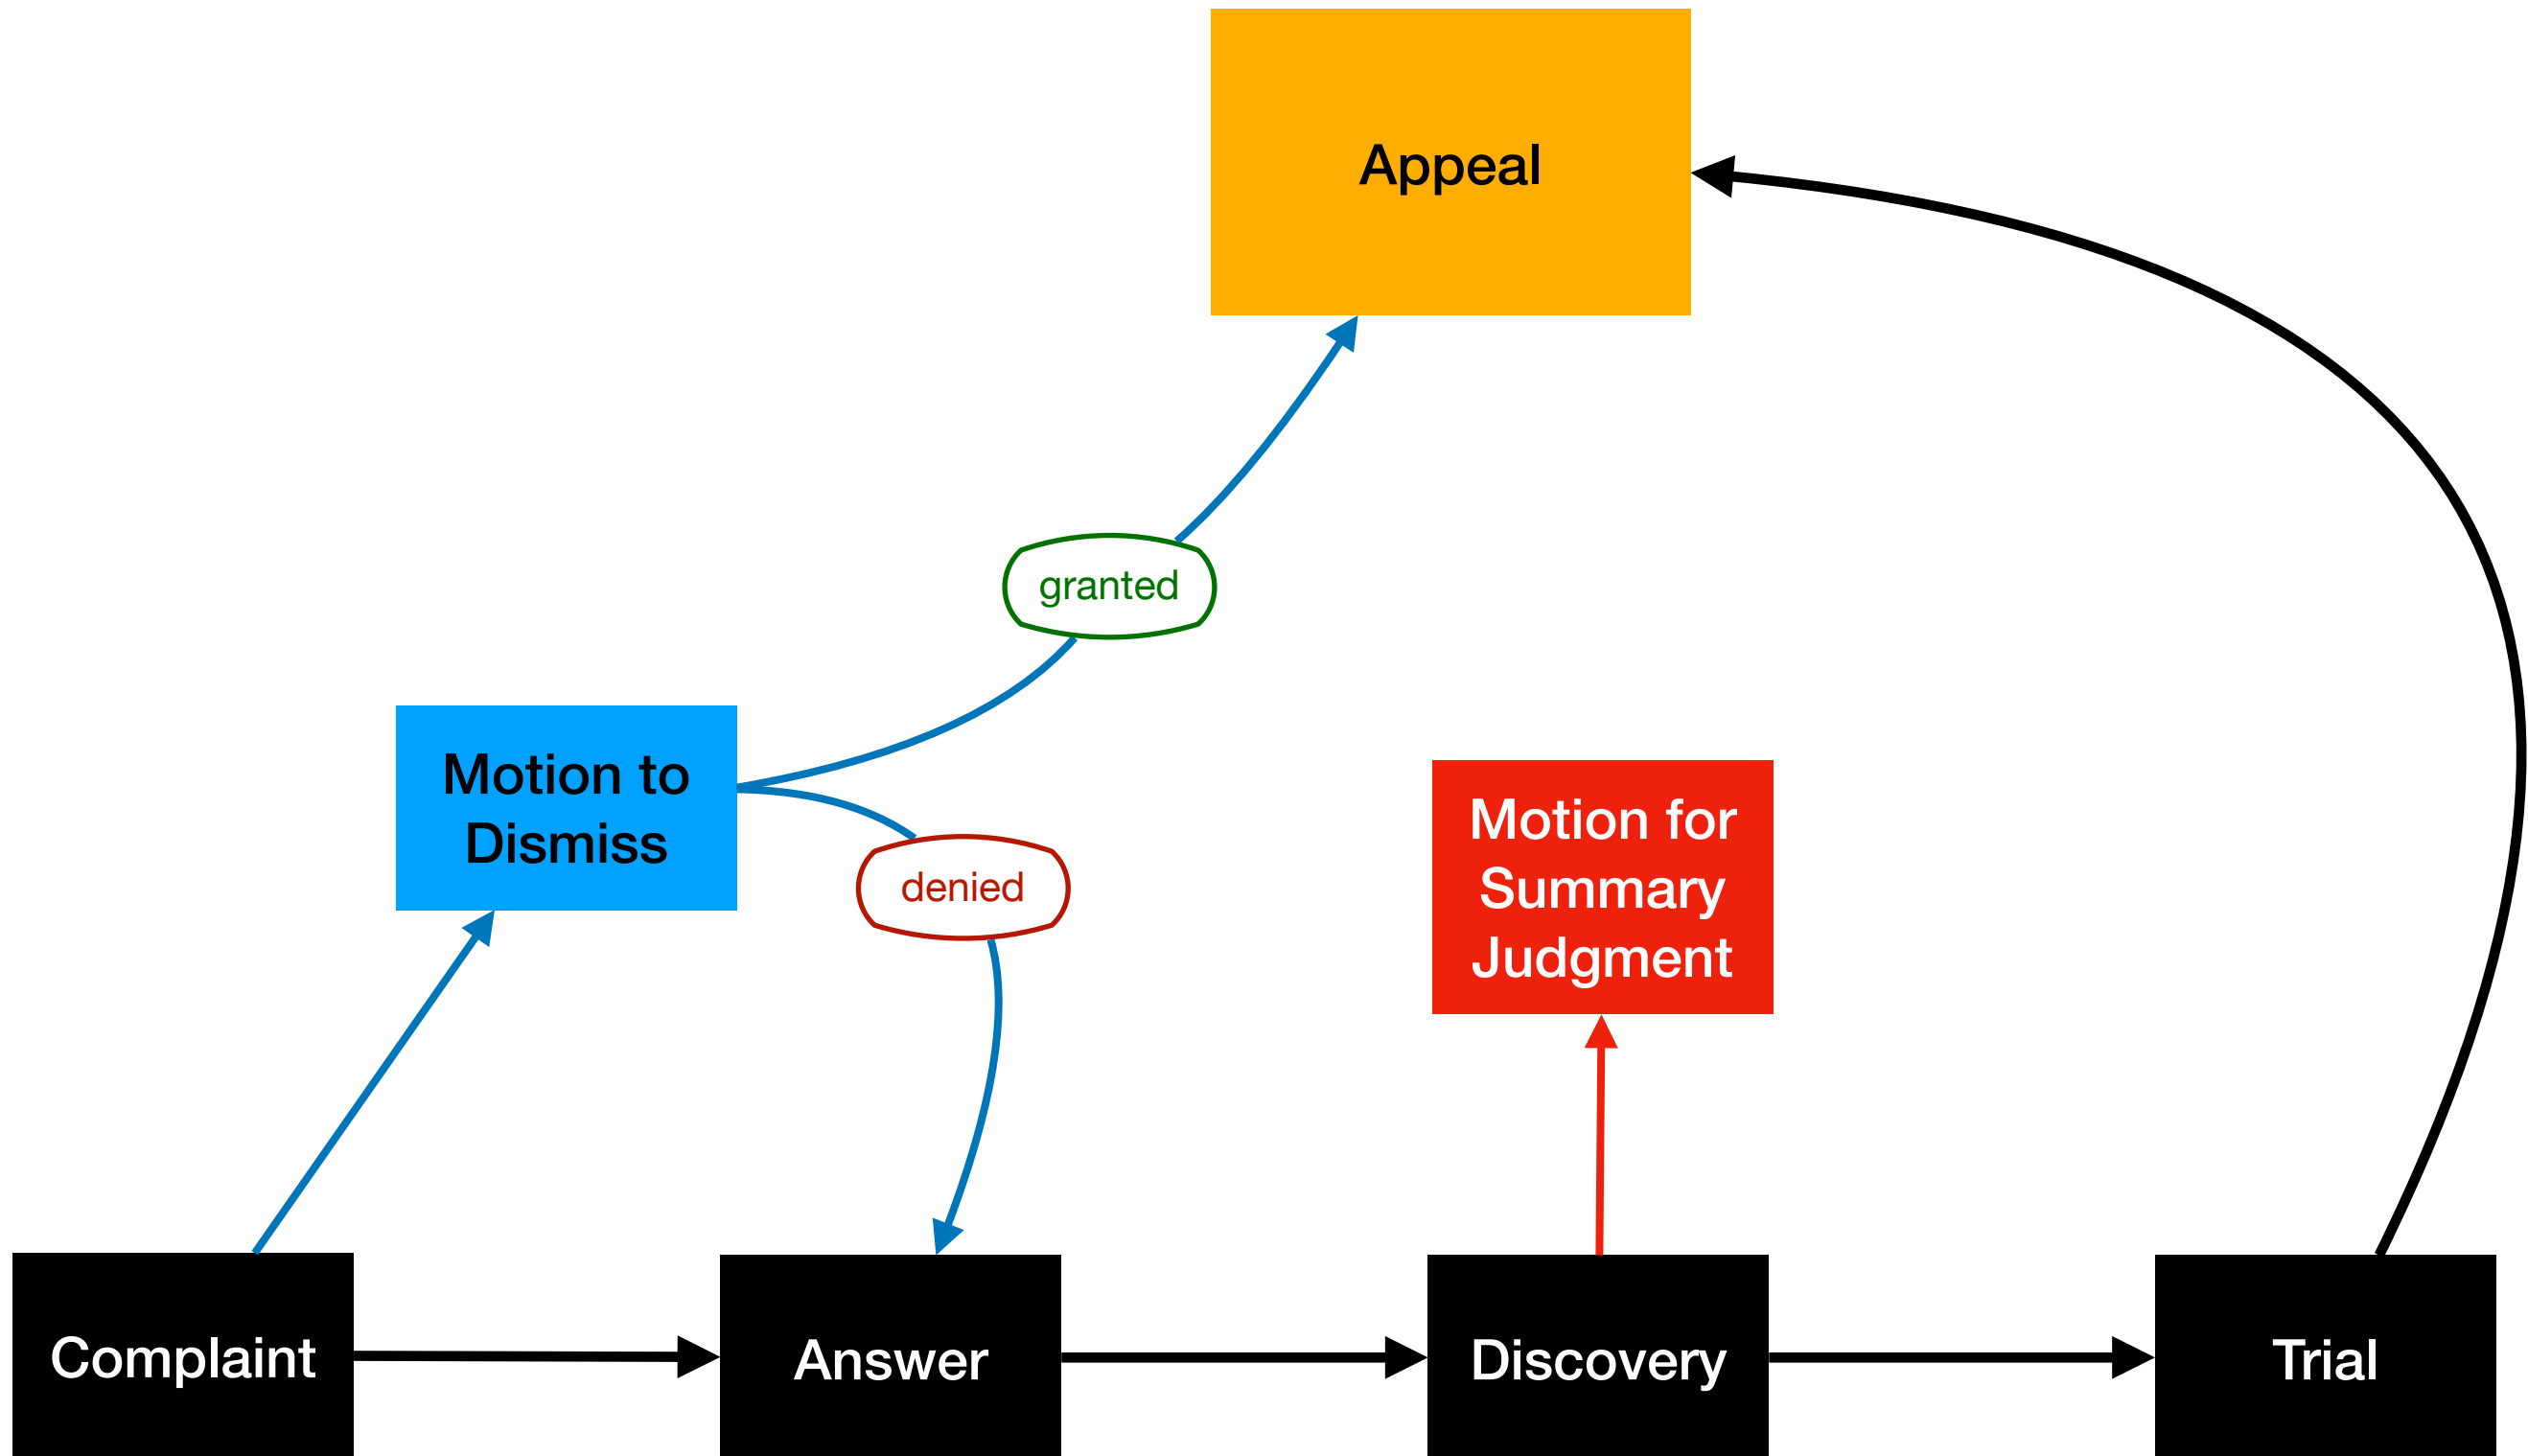 Appeal
granted
Motion to
Dismiss
denied
Motion for
Summary
Judgment
Complaint
Answer
Discovery
Trial